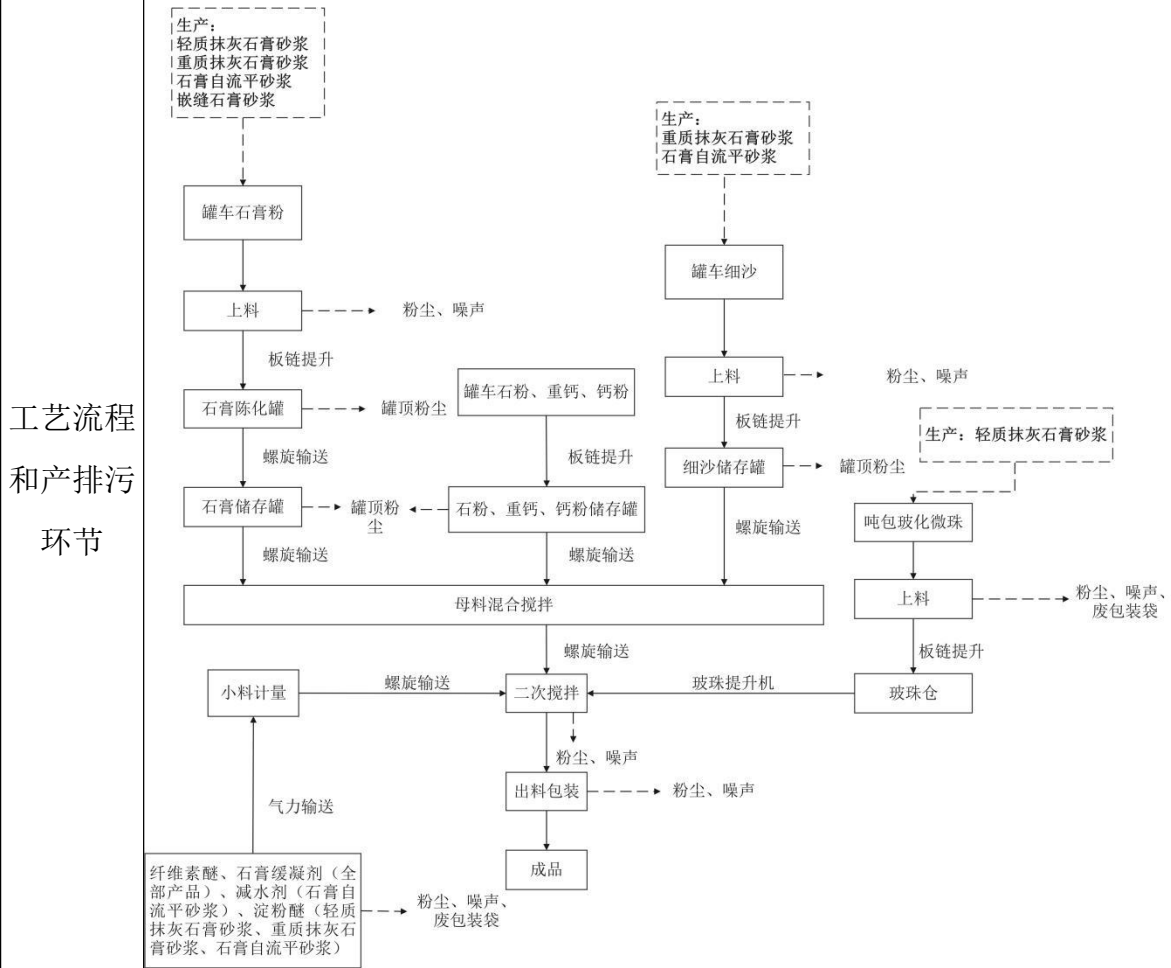 工艺流程
和产排污
环节
生产：
轻质抹灰石膏砂浆
重质抹灰石膏砂浆
石膏自流平砂浆
嵌缝石膏砂浆
生产：
重质抹灰石膏砂浆
石膏自流平砂浆
罐车石膏粉
罐车细沙
上料
粉尘、噪声
板链提升
上料
粉尘、噪声
石膏陈化罐
罐顶粉尘
罐车石粉、重钙、钙粉
板链提升
生产：轻质抹灰石膏砂浆
螺旋输送
板链提升
细沙储存罐
罐顶粉尘
石膏储存罐
罐顶粉
尘
石粉、重钙、钙粉储存罐
吨包玻化微珠
螺旋输送
螺旋输送
螺旋输送
母料混合搅拌
上料
粉尘、噪声、
废包装袋
螺旋输送
板链提升
小料计量
螺旋输送
二次搅拌
玻珠提升机
玻珠仓
粉尘、噪声
出料包装
粉尘、噪声
气力输送
成品
纤维素醚、石膏缓凝剂（全
部产品）、减水剂（石膏自
流平砂浆）、淀粉醚（轻质
抹灰石膏砂浆、重质抹灰石
膏砂浆、石膏自流平砂浆）
粉尘、噪声、
废包装袋